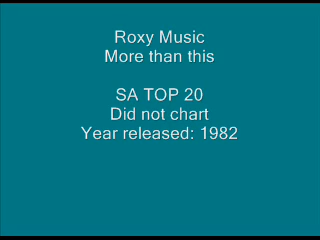 Roxy Music
More than this
SA TOP 20
Did not chart
Year released: 1982